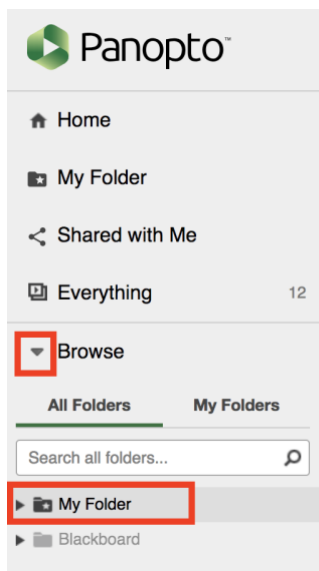 Panopto™
Home
My Folder
Shared with Me
Everything 12
Browse
All Folders My Folders
Search all folders...
My Folder
Blackboard